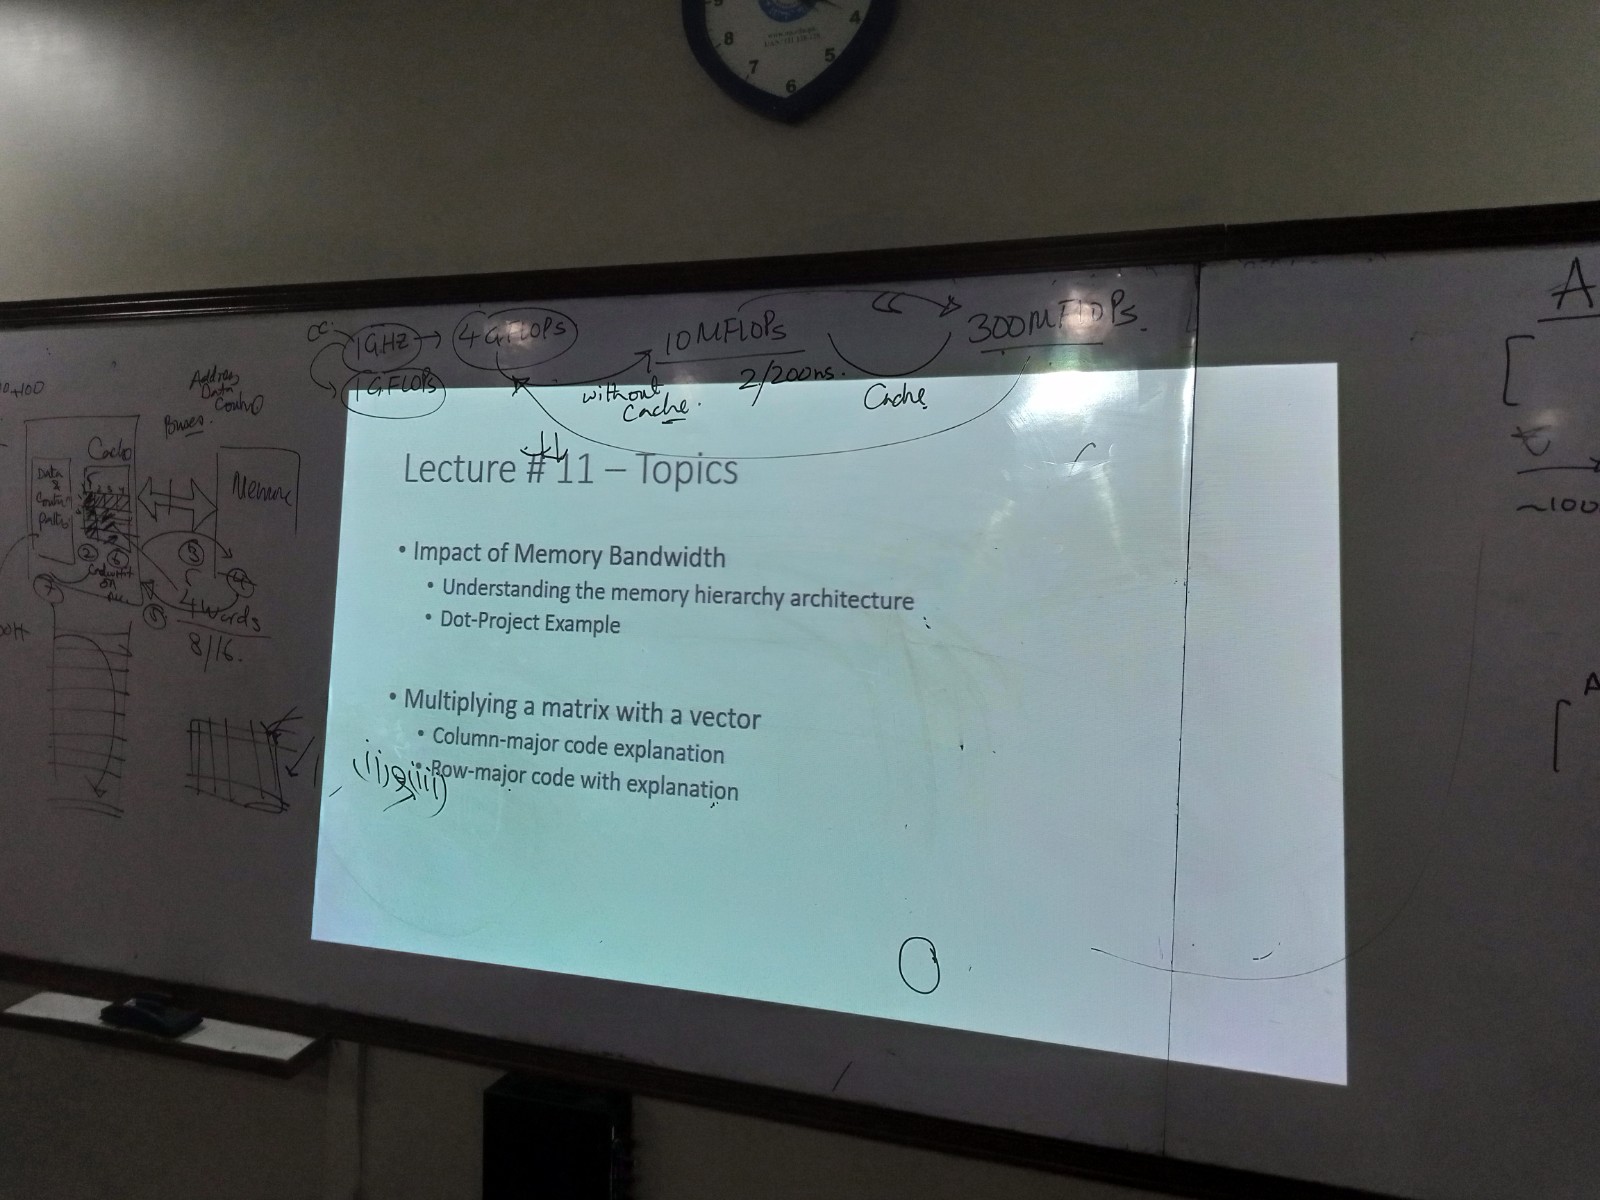 9
4
8
5
7
6
1GHz → 4 GFLOPs
10 MFLOPs
300 MFLOPs.
1 GFLOPs
without
Cache.
2/200ns.
Cache
Address
Data
Control
Buses.
Cache
Data
&
Control
paths
Memory
4 Words
8/16.
Lecture # 11 – Topics
• Impact of Memory Bandwidth
• Understanding the memory hierarchy architecture
• Dot-Project Example
• Multiplying a matrix with a vector
• Column-major code explanation
• Row-major code with explanation
A
~100
A